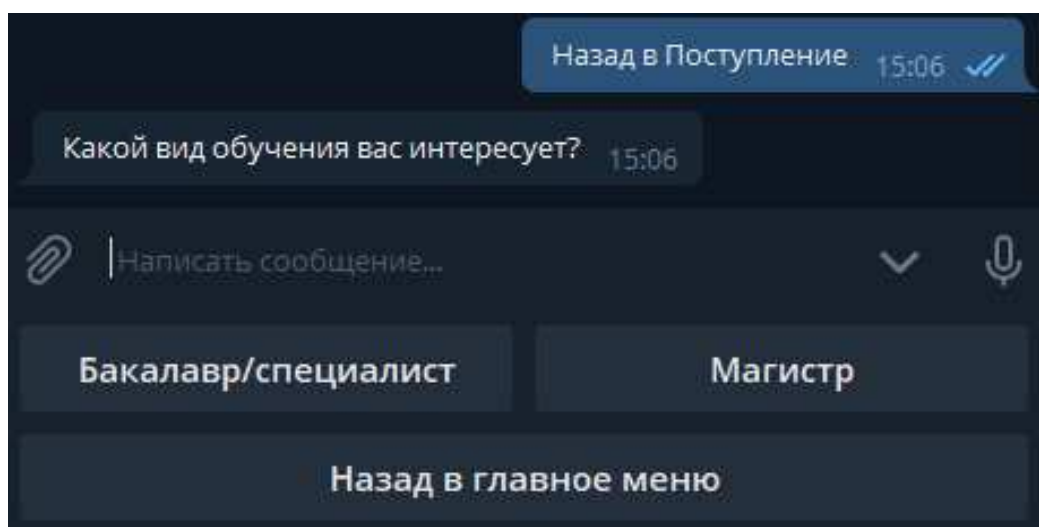 Назад в Поступление 15:06
Какой вид обучения вас интересует? 15:06
Написать сообщение...
Бакалавр/специалист Магистр
Назад в главное меню